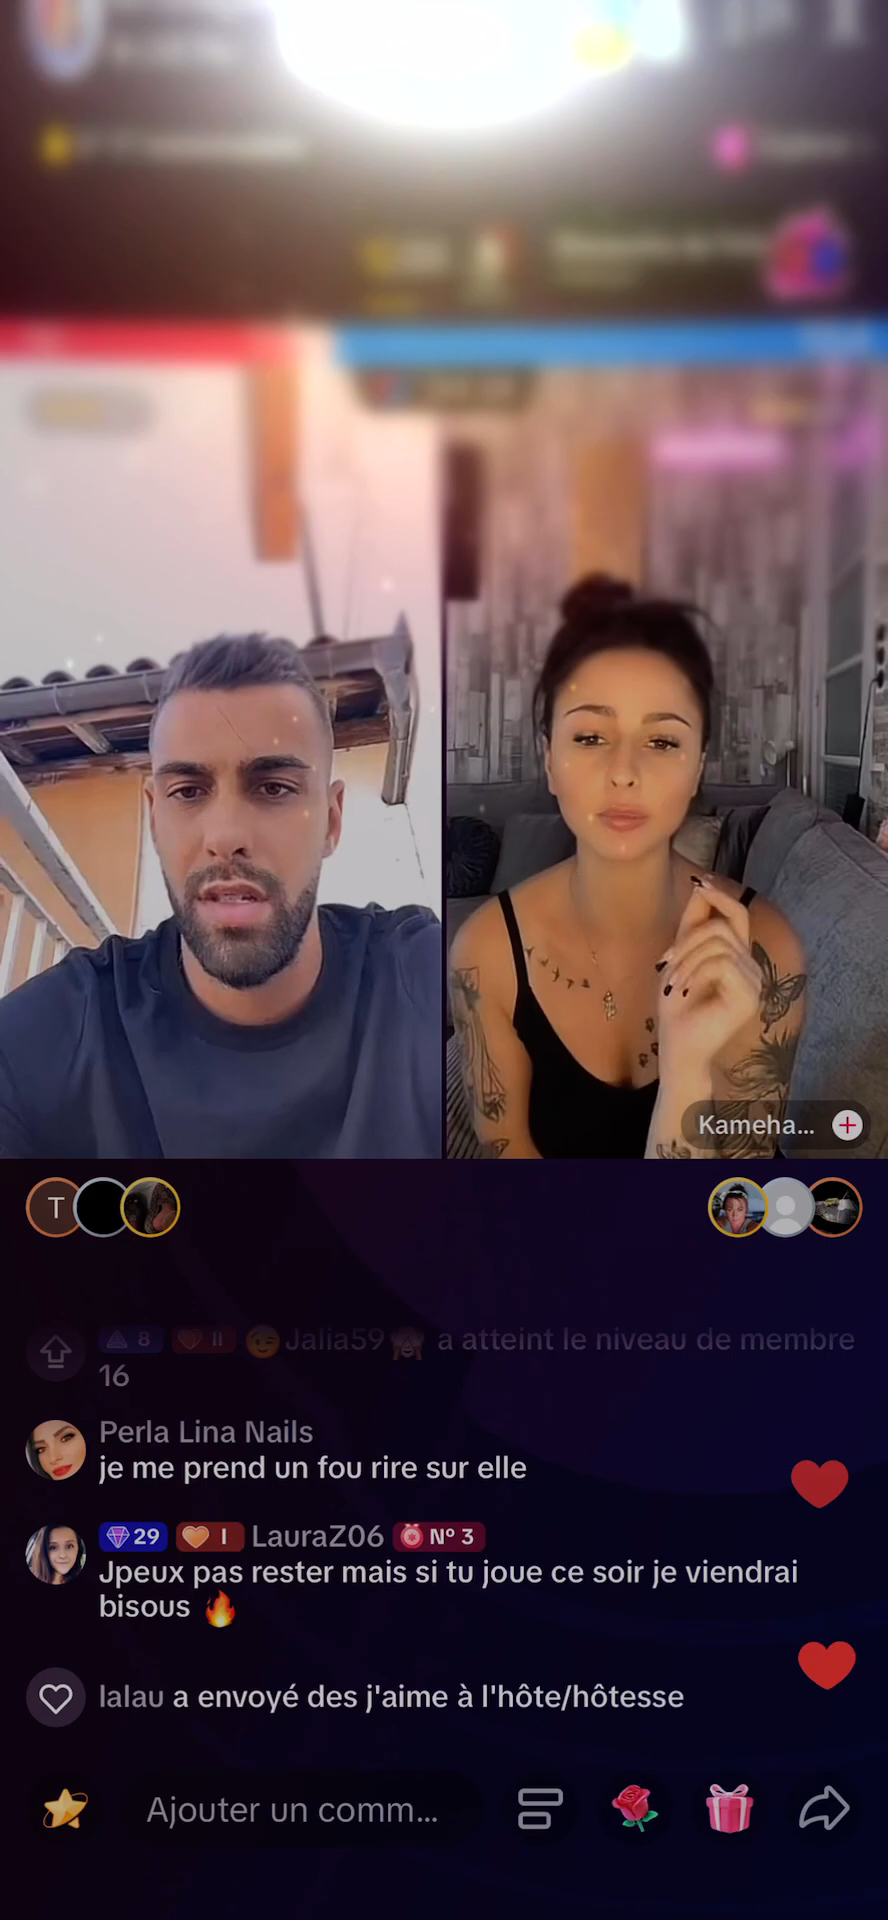 Kameha...
T
8 II 😉Jalia59🙈 a atteint le niveau de membre
16
Perla Lina Nails
je me prend un fou rire sur elle
29 I LauraZ06 Nº 3
Jpeux pas rester mais si tu joue ce soir je viendrai
bisous 🔥
lalau a envoyé des j'aime à l'hôte/hôtesse
Ajouter un comm...